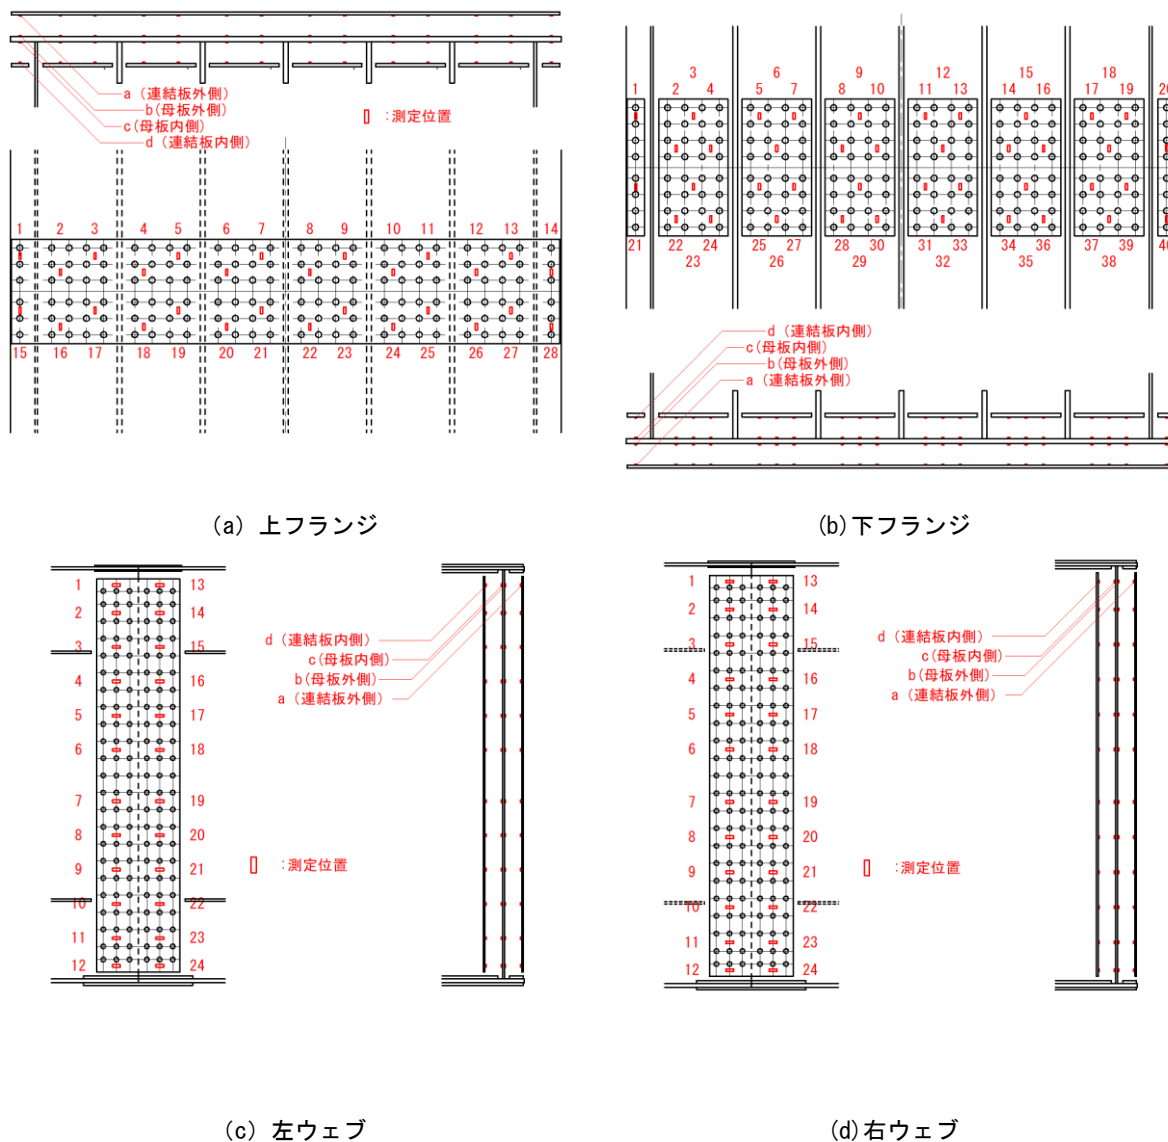 a (連結板外側)
b(母板外側)
c(母板内側)
d (連結板内側)
:測定位置
1 2 3 4 5 6 7 8 9 10 11 12 13 14
15 16 17 18 19 20 21 22 23 24 25 26 27 28
(a) 上フランジ
3 6 9 12 15 18
1 2 4 5 7 8 10 11 13 14 16 17 19 20
21 22 24 25 27 28 30 31 33 34 36 37 39 40
23 26 29 32 35 38
d (連結板内側)
c(母板内側)
b(母板外側)
a (連結板外側)
(b)下フランジ
1 13
2 14
3 15
4 16
5 17
6 18
7 19
8 20
9 21
10 22
11 23
12 24
d (連結板内側)
c(母板内側)
b(母板外側)
a (連結板外側)
:測定位置
(c) 左ウェブ
1 13
2 14
3 15
4 16
5 17
6 18
7 19
8 20
9 21
10 22
11 23
12 24
d (連結板内側)
c(母板内側)
b(母板外側)
a (連結板外側)
:測定位置
(d)右ウェブ